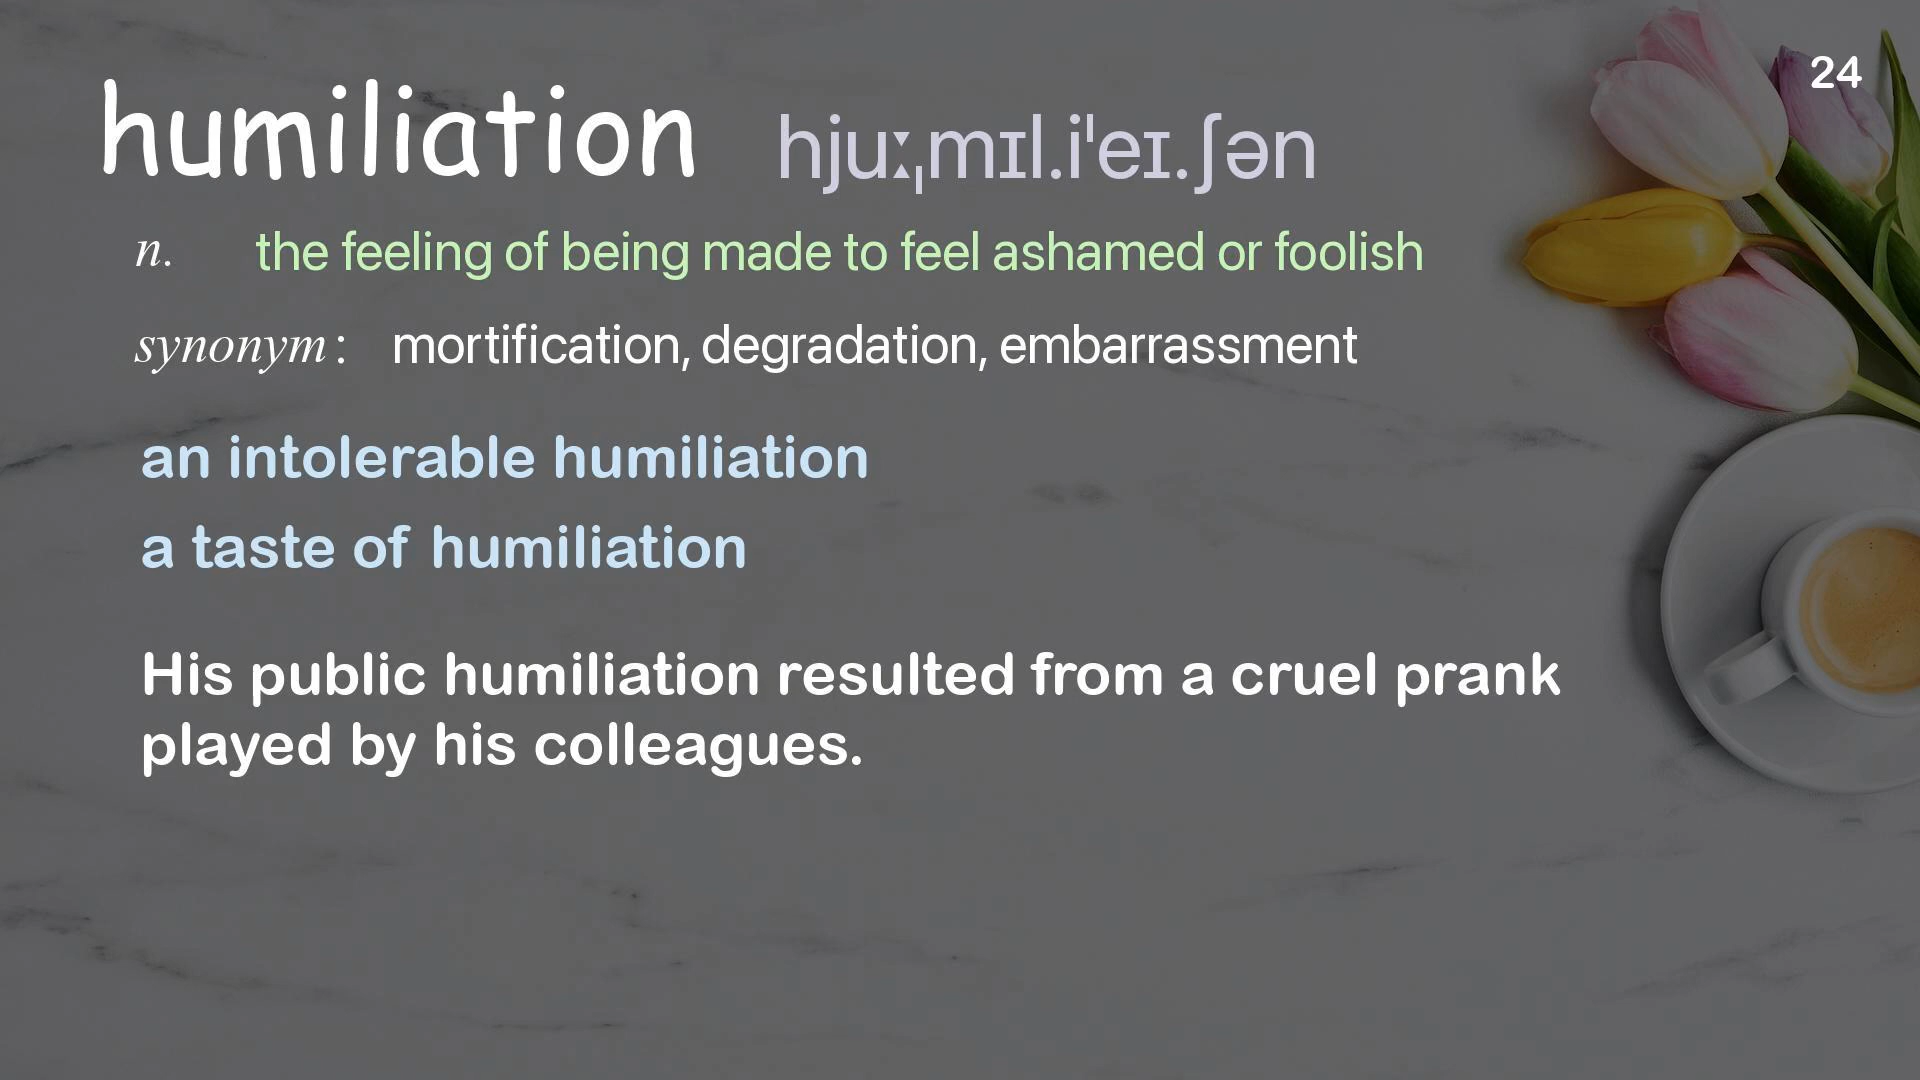 24
humiliation hjuːˌmɪl.iˈeɪ.ʃən
n. the feeling of being made to feel ashamed or foolish
synonym: mortification, degradation, embarrassment
an intolerable humiliation
a taste of humiliation
His public humiliation resulted from a cruel prank
played by his colleagues.